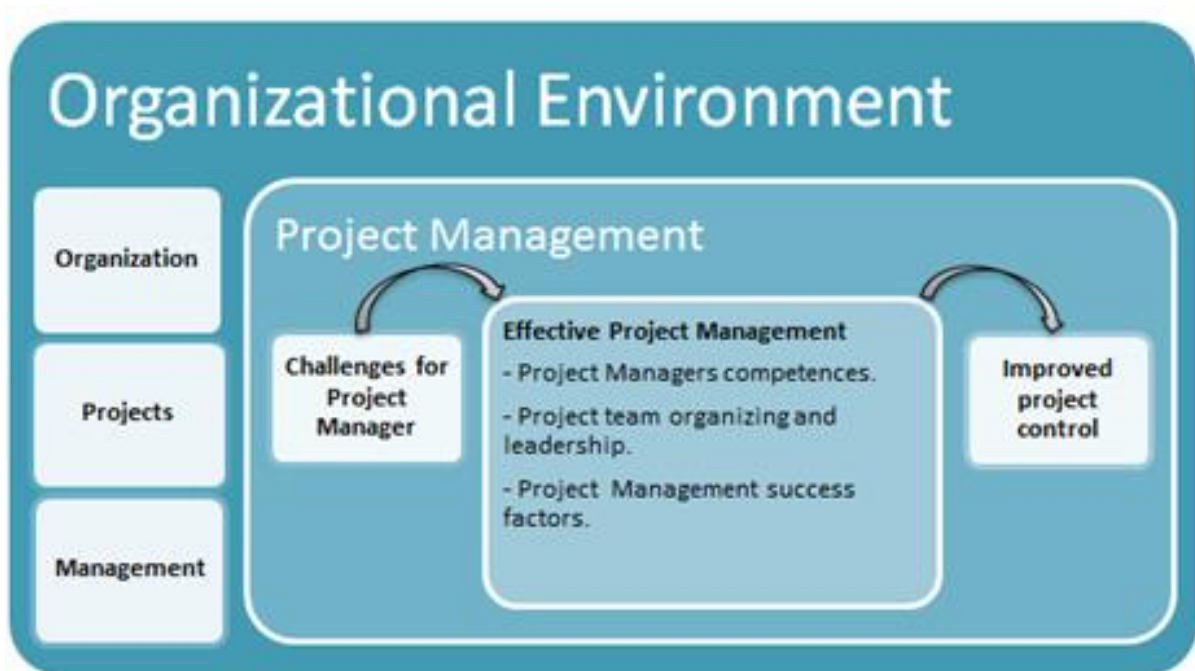 Organizational Environment
Organization
Projects
Management
Project Management
Challenges for
Project
Manager
Effective Project Management
- Project Managers competences.
- Project team organizing and
leadership.
- Project Management success
factors.
Improved
project
control